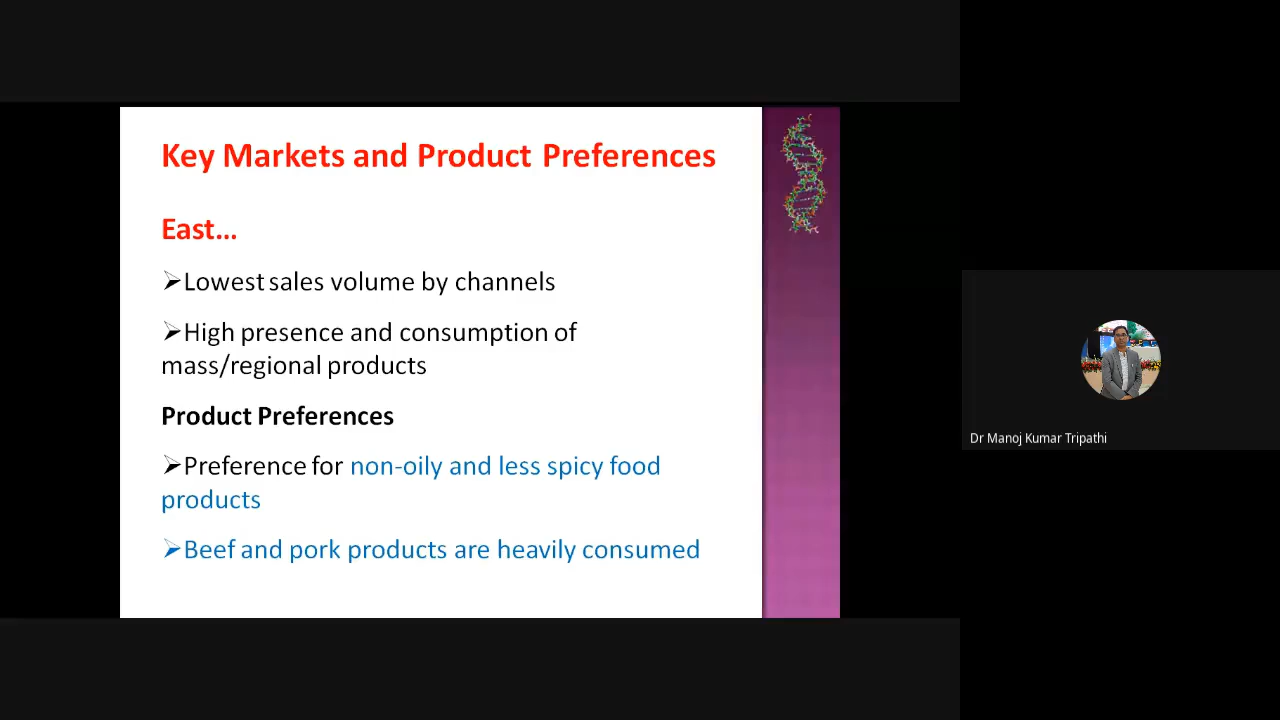 Key Markets and Product Preferences
East...
➢Lowest sales volume by channels
➢High presence and consumption of
mass/regional products
Product Preferences
➢Preference for non-oily and less spicy food
products
➢Beef and pork products are heavily consumed
Dr Manoj Kumar Tripathi